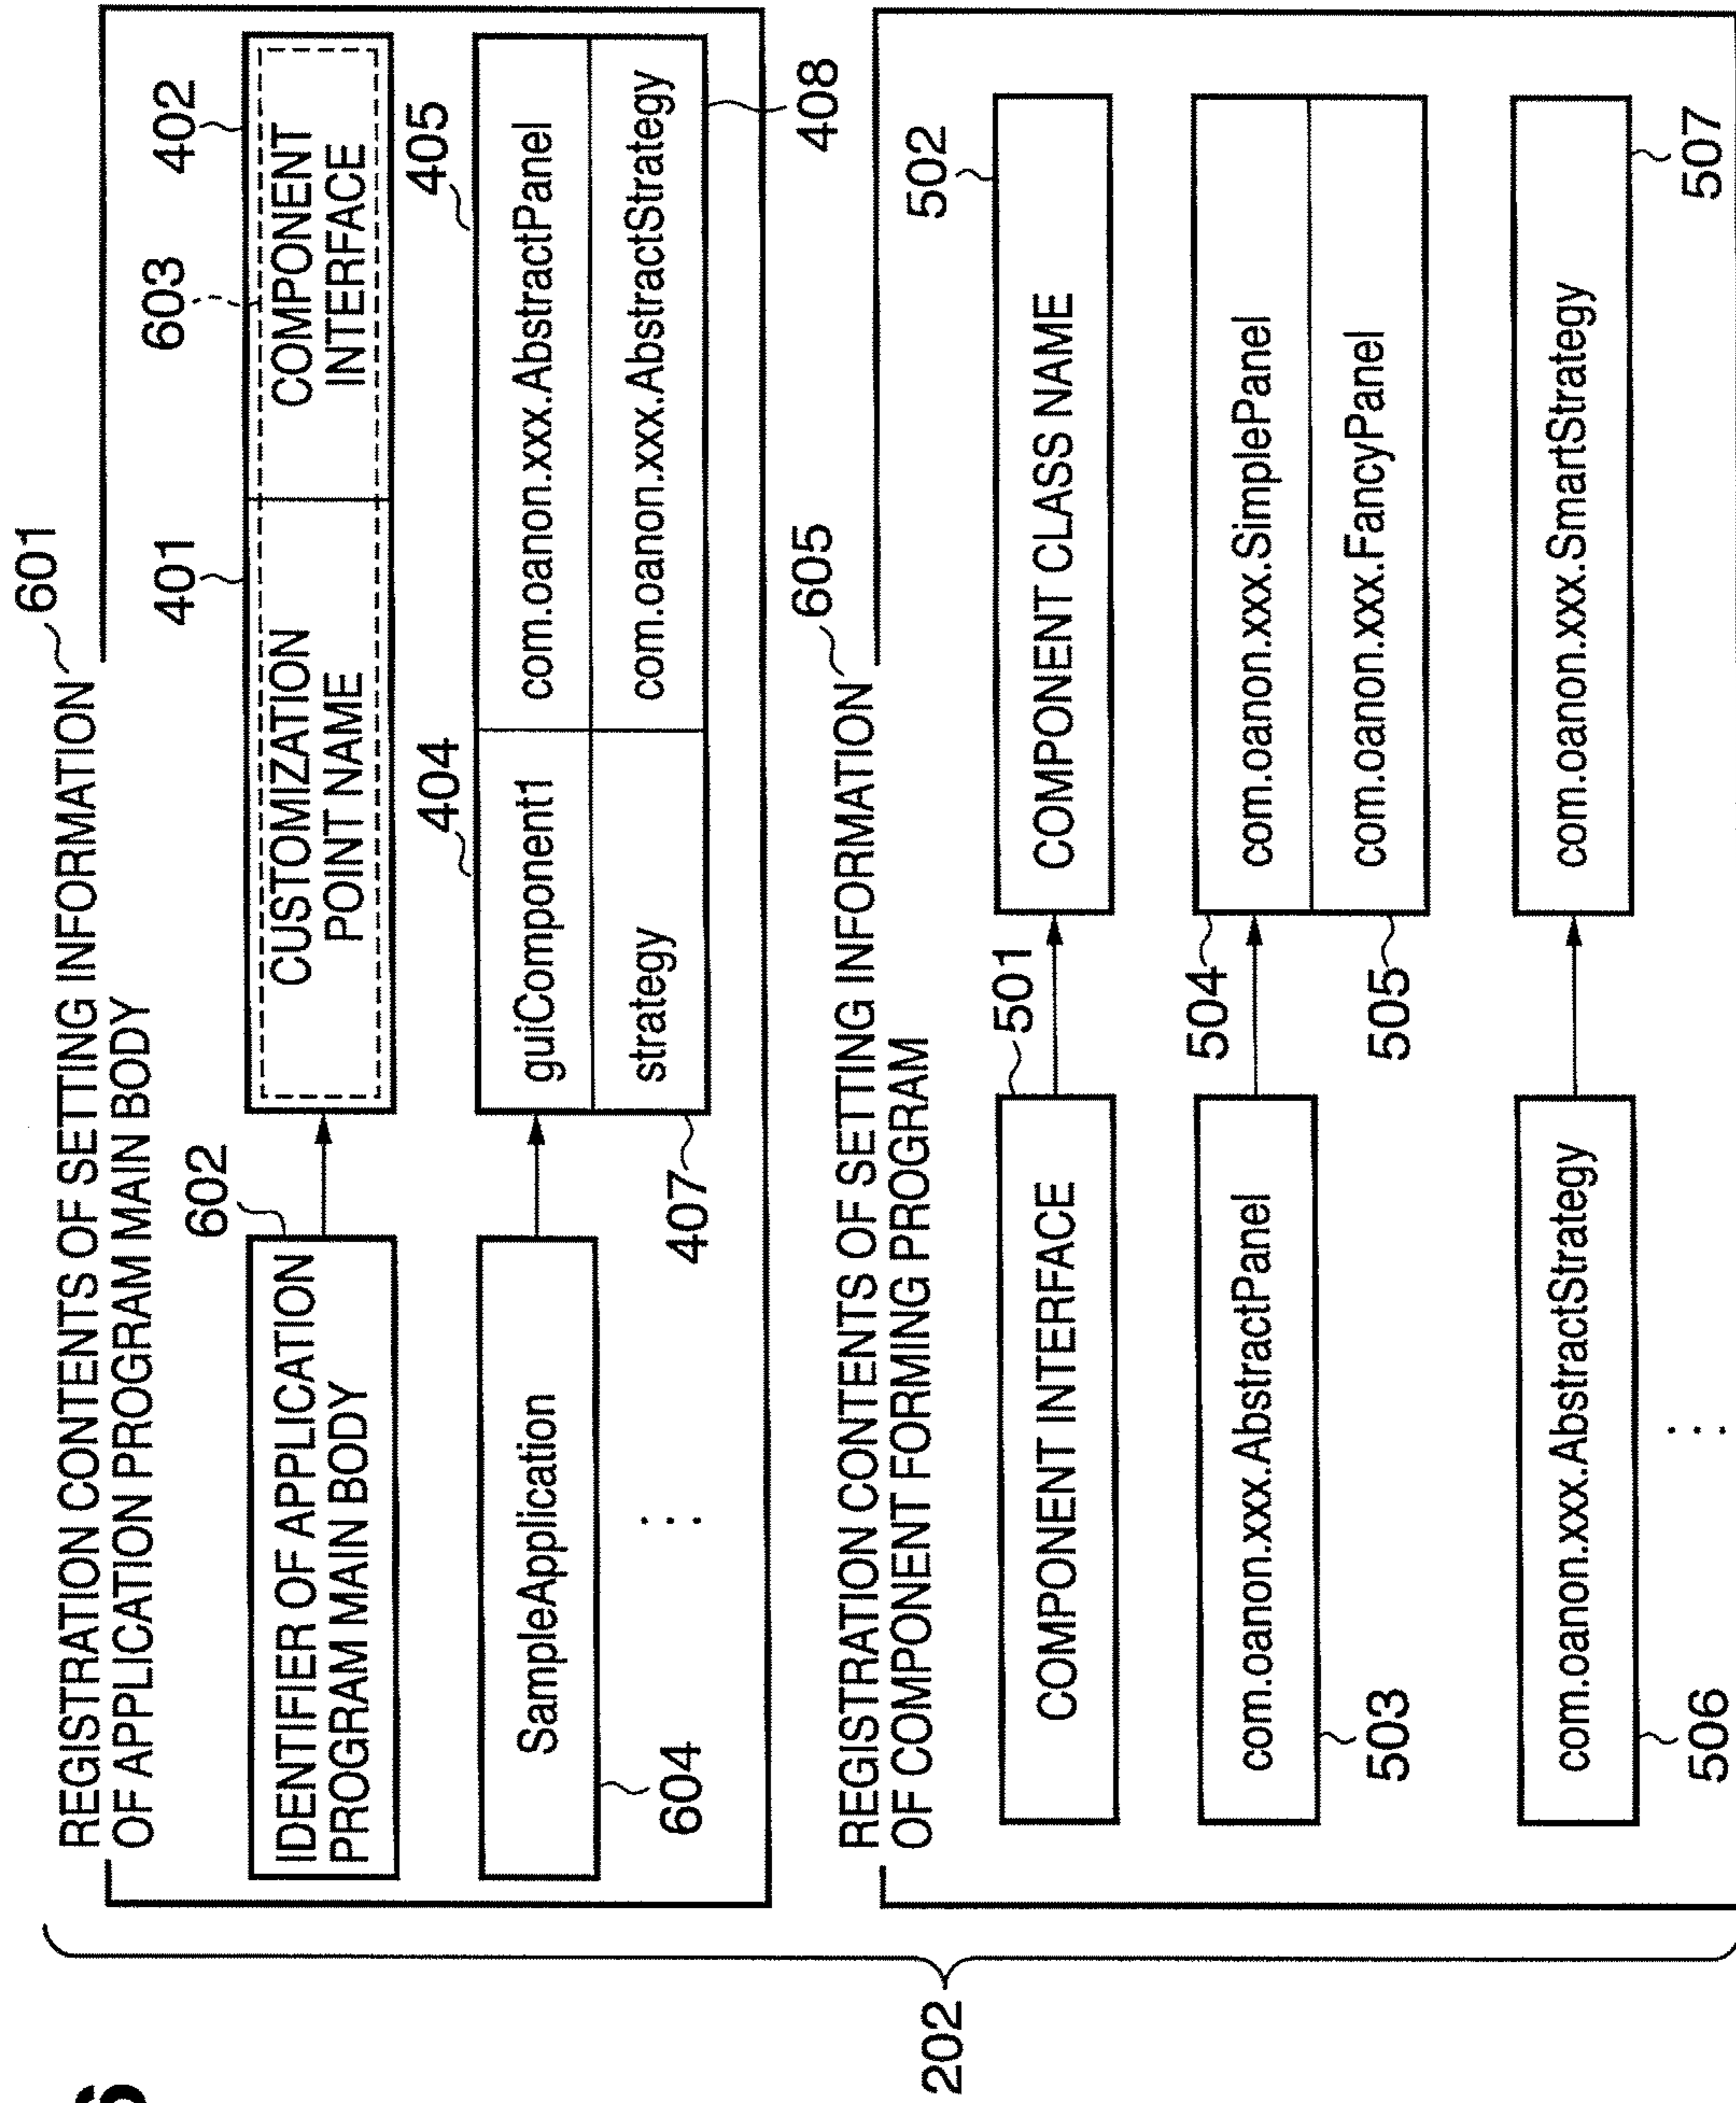 6
REGISTRATION CONTENTS OF SETTING INFORMATION
OF APPLICATION PROGRAM MAIN BODY
601
602
401
603
402
IDENTIFIER OF APPLICATION
PROGRAM MAIN BODY
CUSTOMIZATION
POINT NAME
COMPONENT
INTERFACE
404
405
SampleApplication
guiComponent1
com.oanon.xxx.AbstractPanel
strategy
com.oanon.xxx.AbstractStrategy
604
407
408
⋮
202
REGISTRATION CONTENTS OF SETTING INFORMATION
OF COMPONENT FORMING PROGRAM
605
501
502
COMPONENT INTERFACE
COMPONENT CLASS NAME
504
com.oanon.xxx.AbstractPanel
com.oanon.xxx.SimplePanel
com.oanon.xxx.FancyPanel
503
505
com.oanon.xxx.AbstractStrategy
com.oanon.xxx.SmartStrategy
506
507
⋮